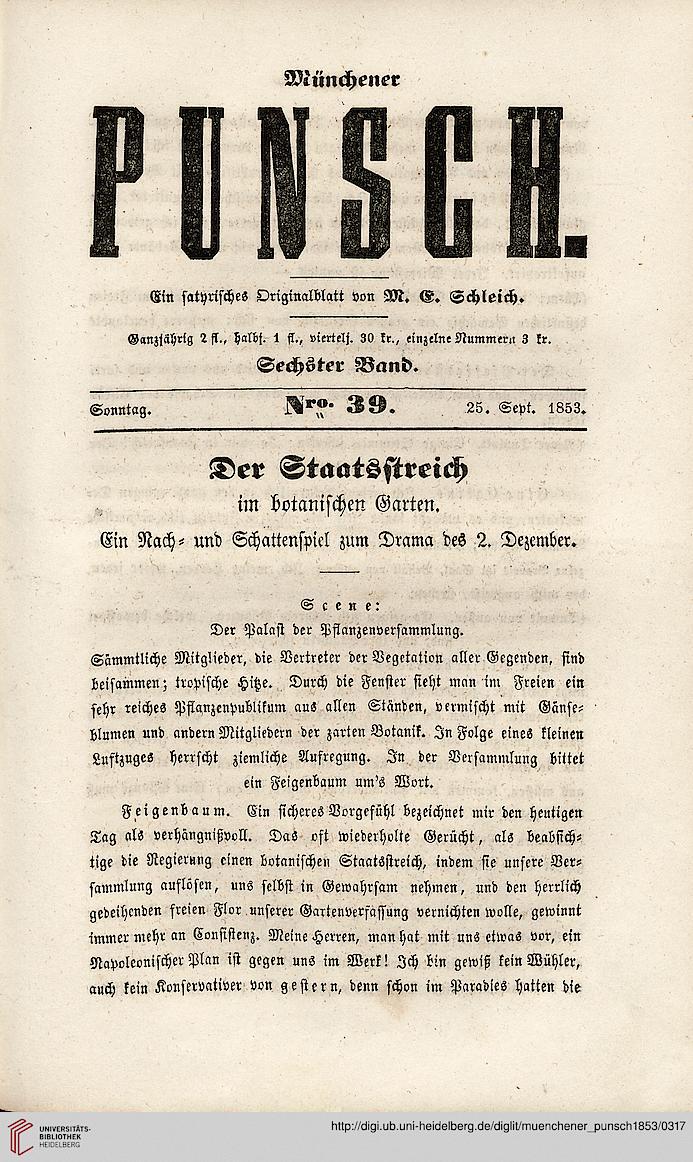 Münchener
PUNSCH.
Ein satyrisches Originalblatt von M. E. Schleich.
Ganzjährig 2 fl., halbj. 1 fl., viertelj. 30 kr., einzelne Nummern 3 kr.
Sechster Band.
Sonntag. Nro. 39. 25. Sept. 1853.
Der Staatsstreich
im botanischen Garten.
Ein Nach- und Schattenspiel zum Drama des 2. Dezember.
Scene:
Der Palast der Pflanzenversammlung.
Sämmtliche Mitglieder, die Vertreter der Vegetation aller Gegenden, sind
beisammen; tropische Hitze. Durch die Fenster sieht man im Freien ein
sehr reiches Pflanzenpublikum aus allen Ständen, vermischt mit Gänse-
blumen und andern Mitgliedern der zarten Botanik. In Folge eines kleinen
Luftzuges herrscht ziemliche Aufregung. In der Versammlung bittet
ein Feigenbaum um's Wort.
Feigenbaum. Ein sicheres Vorgefühl bezeichnet mir den heutigen
Tag als verhängnißvoll. Das oft wiederholte Gerücht, als beabsich-
tige die Regierung einen botanischen Staatsstreich, indem sie unsere Ver-
sammlung auflösen, uns selbst in Gewahrsam nehmen, und den herrlich
gedeihenden freien Flor unserer Gartenverfassung vernichten wolle, gewinnt
immer mehr an Consistenz. Meine Herren, man hat mit uns etwas vor, ein
Napoleonischer Plan ist gegen uns im Werk! Ich bin gewiß kein Wühler,
auch kein Konservativer von gestern, denn schon im Paradies hatten die
UNIVERSITÄTS-
BIBLIOTHEK
HEIDELBERG
http://digi.ub.uni-heidelberg.de/diglit/muenchener_punsch1853/0317